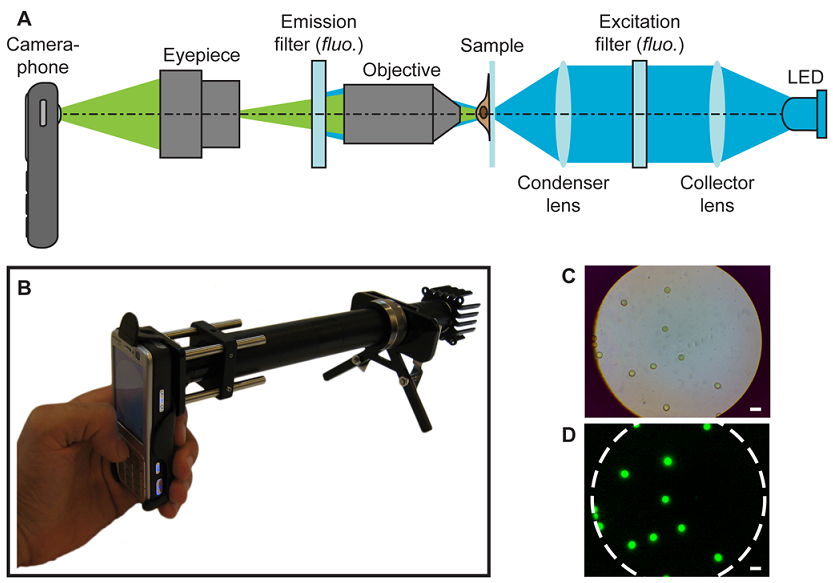 A
Camera-
phone
Eyepiece
Emission
filter (fluo.)
Objective
Sample
Excitation
filter (fluo.)
LED
Condenser
lens
Collector
lens
B
C
D